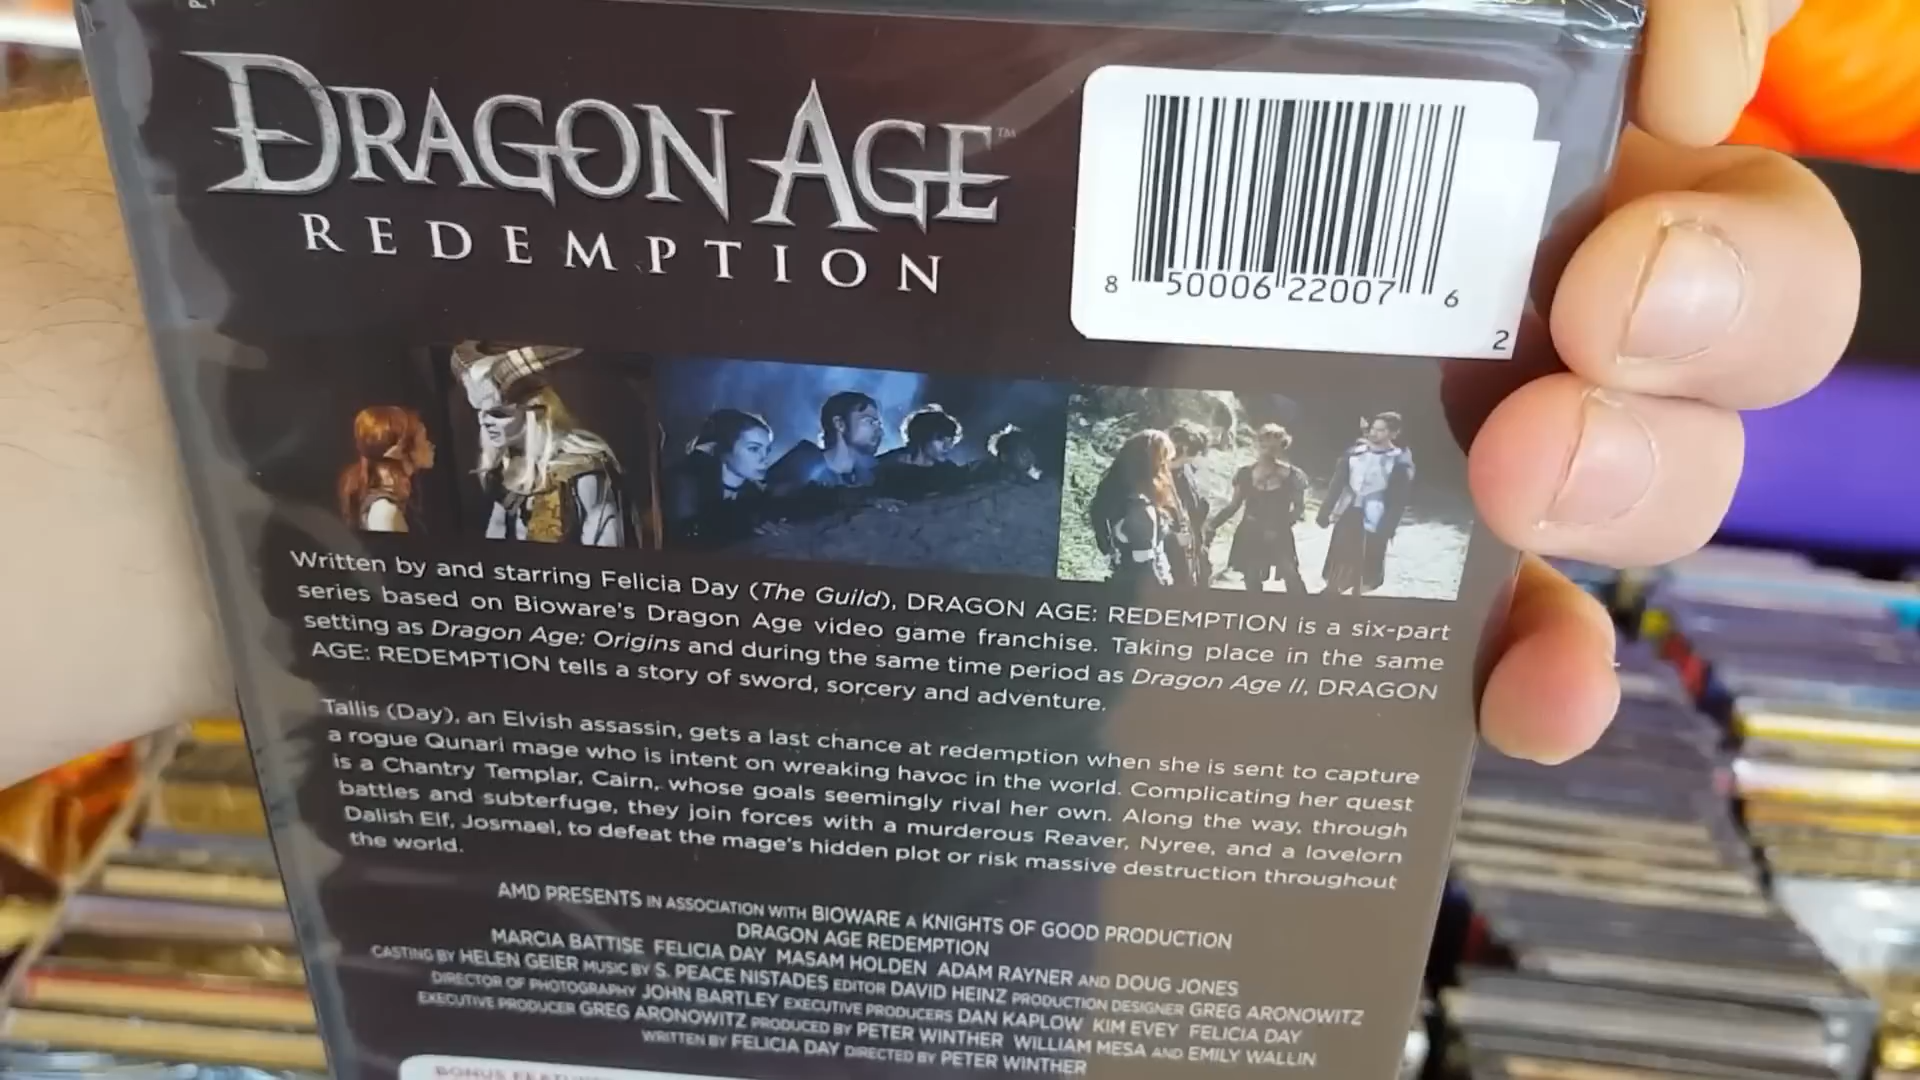 DRAGON AGE™
REDEMPTION
8 50006 22007 6
2
Written by and starring Felicia Day (The Guild), DRAGON AGE: REDEMPTION is a six-part
series based on Bioware's Dragon Age video game franchise. Taking place in the same
setting as Dragon Age: Origins and during the same time period as Dragon Age II, DRAGON
AGE: REDEMPTION tells a story of sword, sorcery and adventure.
Tallis (Day), an Elvish assassin, gets a last chance at redemption when she is sent to capture
a rogue Qunari mage who is intent on wreaking havoc in the world. Complicating her quest
is a Chantry Templar, Cairn, whose goals seemingly rival her own. Along the way, through
battles and subterfuge, they join forces with a murderous Reaver, Nyree, and a lovelorn
Dalish Elf, Josmael, to defeat the mage's hidden plot or risk massive destruction throughout
the world.
AMD PRESENTS IN ASSOCIATION WITH BIOWARE A KNIGHTS OF GOOD PRODUCTION
DRAGON AGE REDEMPTION
MARCIA BATTISE FELICIA DAY MASAM HOLDEN ADAM RAYNER AND DOUG JONES
CASTING BY HELEN GEIER MUSIC BY S. PEACE NISTADES EDITOR DAVID HEINZ PRODUCTION DESIGNER GREG ARONOWITZ
DIRECTOR OF PHOTOGRAPHY JOHN BARTLEY EXECUTIVE PRODUCERS DAN KAPLOW KIM EVEY FELICIA DAY
EXECUTIVE PRODUCER GREG ARONOWITZ PRODUCED BY PETER WINTHER WILLIAM MESA AND EMILY WALLIN
WRITTEN BY FELICIA DAY DIRECTED BY PETER WINTHER
BONUS